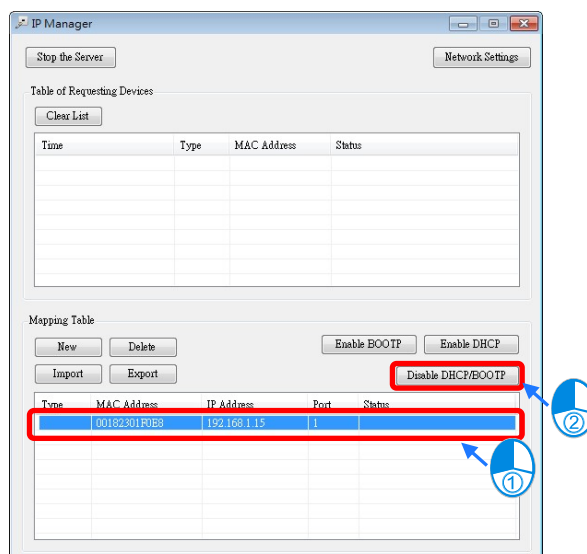 IP Manager
Stop the Server Network Settings
Table of Requesting Devices
Clear List
Time Type MAC Address Status
Mapping Table
New Delete Enable BOOTP Enable DHCP
Import Export Disable DHCP/BOOTP
Type MAC Address IP Address Port Status
00182301F0E8 192.168.1.15 1
②
①